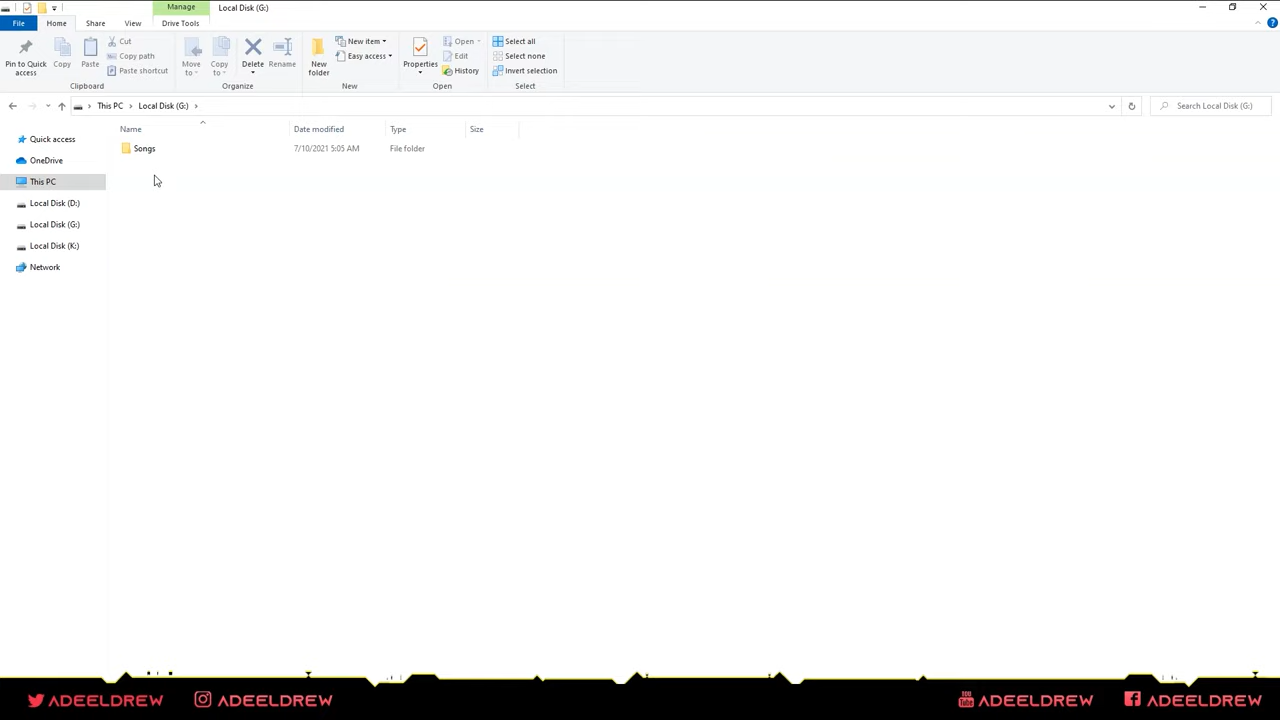 Manage
Local Disk (G:)
File
Home
Share
View
Drive Tools
Pin to Quick
access
Copy
Paste
Cut
Copy path
Paste shortcut
Clipboard
Move
to
Copy
to
Delete
Rename
Organize
New
folder
New item
Easy access
New
Properties
Open
Edit
History
Open
Select all
Select none
Invert selection
Select
This PC
Local Disk (G:)
Search Local Disk (G:)
Name
Date modified
Type
Size
Songs
7/10/2021 5:05 AM
File folder
Quick access
OneDrive
This PC
Local Disk (D:)
Local Disk (G:)
Local Disk (K:)
Network
ADEELDREW
ADEELDREW
You
ADEELDREW
ADEELDREW